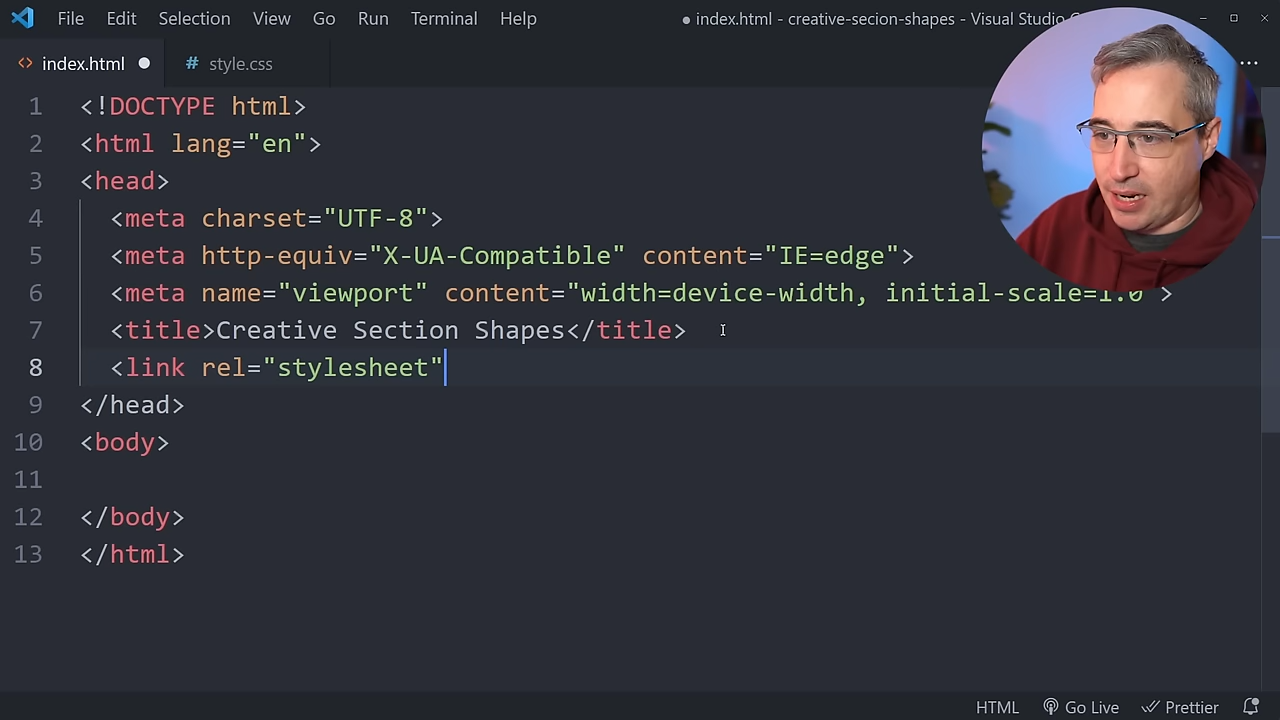 File Edit Selection View Go Run Terminal Help ● index.html - creative-secion-shapes - Visual Studio
<> index.html ● # style.css ...
1 <!DOCTYPE html>
2 <html lang="en">
3 <head>
4 <meta charset="UTF-8">
5 <meta http-equiv="X-UA-Compatible" content="IE=edge">
6 <meta name="viewport" content="width=device-width, initial-scale=1.0">
7 <title>Creative Section Shapes</title>
8 <link rel="stylesheet"
9 </head>
10 <body>
11
12 </body>
13 </html>
HTML Go Live Prettier